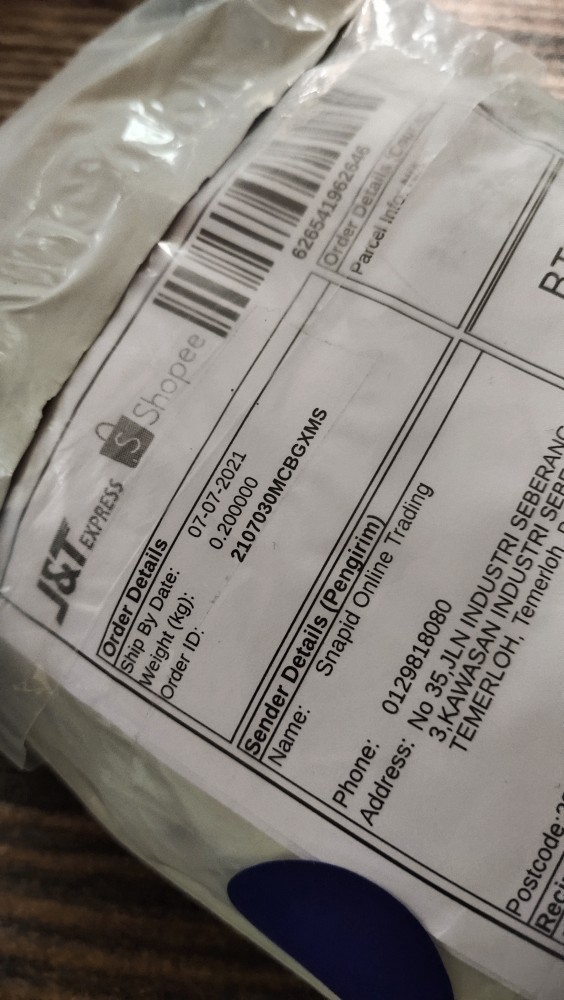 J&T EXPRESS
S Shopee
626541962646
Order Details
Ship By Date: 07-07-2021
Weight (kg): 0.200000
Order ID: 2107030MCBGXMS
Order Details
Parcel Info:
Sender Details (Pengirim)
Name: Snapid Online Trading
Phone: 0129818080
Address: No 35,JLN INDUSTRI SEBERANG
3,KAWASAN INDUSTRI
TEMERLOH, Temerloh,
Postcode: